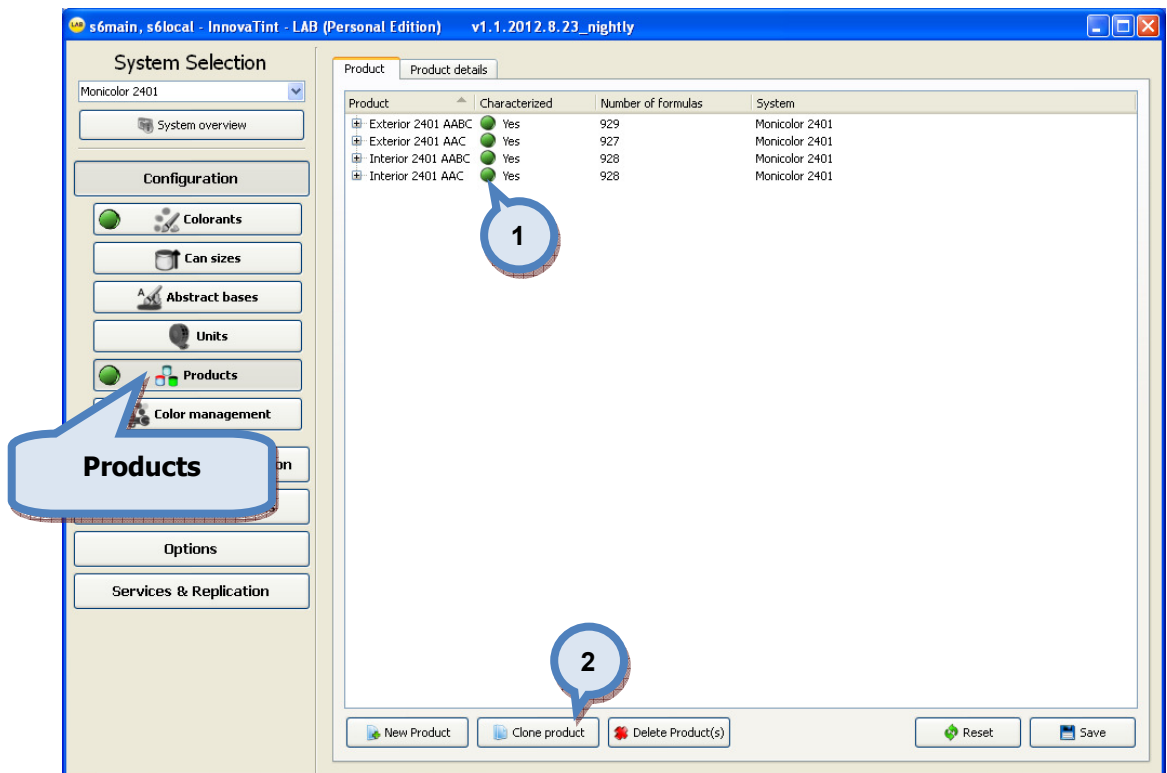 s6main, s6local - InnovaTint - LAB (Personal Edition) v1.1.2012.8.23_nightly
System Selection
Monicolor 2401
System overview
Configuration
Colorants
Can sizes
Abstract bases
Units
Products
Color management
Products
on
Options
Services & Replication
Product Product details
Product Characterized Number of formulas System
Exterior 2401 AABC Yes 929 Monicolor 2401
Exterior 2401 AAC Yes 927 Monicolor 2401
Interior 2401 AABC Yes 928 Monicolor 2401
Interior 2401 AAC Yes 928 Monicolor 2401
1
2
New Product Clone product Delete Product(s) Reset Save